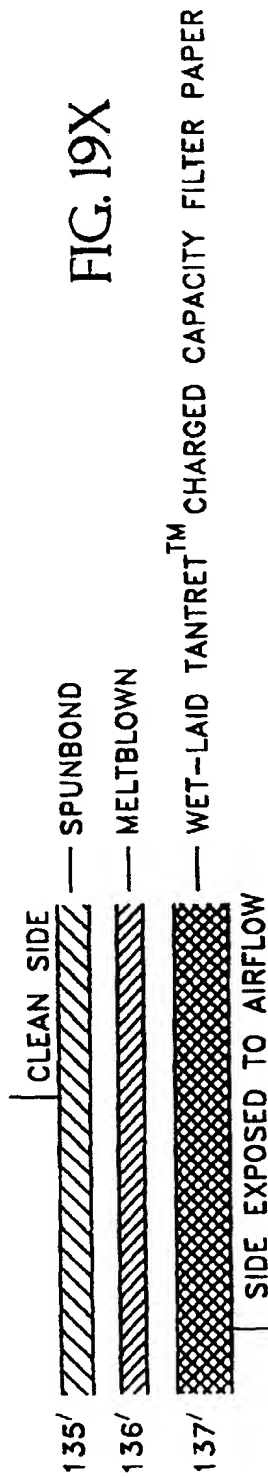 FIG. 19X
CLEAN SIDE
135′ SPUNBOND
136′ MELTBLOWN
137′ WET-LAID TANTRET™ CHARGED CAPACITY FILTER PAPER
SIDE EXPOSED TO AIRFLOW